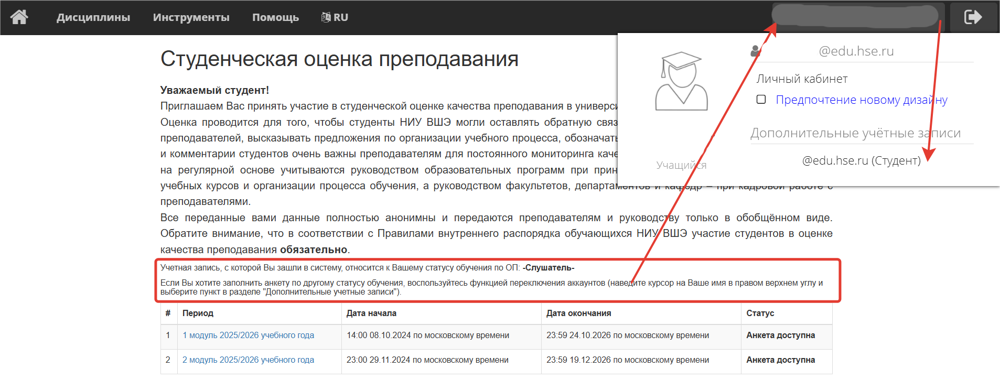 Дисциплины Инструменты Помощь RU
Студенческая оценка преподавания
Уважаемый студент!
Приглашаем Вас принять участие в студенческой оценке качества преподавания в
Оценка проводится для того, чтобы студенты НИУ ВШЭ могли оставлять обратную
преподавателей, высказывать предложения по организации учебного процесса,
и комментарии студентов очень важны преподавателям для постоянного мониторинга
на регулярной основе учитываются руководством образовательных программ при
учебных курсов и организации процесса обучения, а руководством факультетов, департаментов и кафедр – при кадровой работе с
преподавателями.
Все переданные вами данные полностью анонимны и передаются преподавателям и руководству только в обобщённом виде.
Обратите внимание, что в соответствии с Правилами внутреннего распорядка обучающихся НИУ ВШЭ участие студентов в оценке
качества преподавания обязательно.
@edu.hse.ru
Личный кабинет
Предпочтение новому дизайну
Дополнительные учётные записи
@edu.hse.ru (Студент)
Учащийся
Учетная запись, с которой Вы зашли в систему, относится к Вашему статусу обучения по ОП: -Слушатель-
Если Вы хотите заполнить анкету по другому статусу обучения, воспользуйтесь функцией переключения аккаунтов (наведите курсор на Ваше имя в правом верхнем углу и
выберите пункт в разделе "Дополнительные учетные записи").
# Период Дата начала Дата окончания Статус
1 1 модуль 2025/2026 учебного года 14:00 08.10.2024 по московскому времени 23:59 24.10.2026 по московскому времени Анкета доступна
2 2 модуль 2025/2026 учебного года 23:00 29.11.2024 по московскому времени 23:59 19.12.2026 по московскому времени Анкета доступна